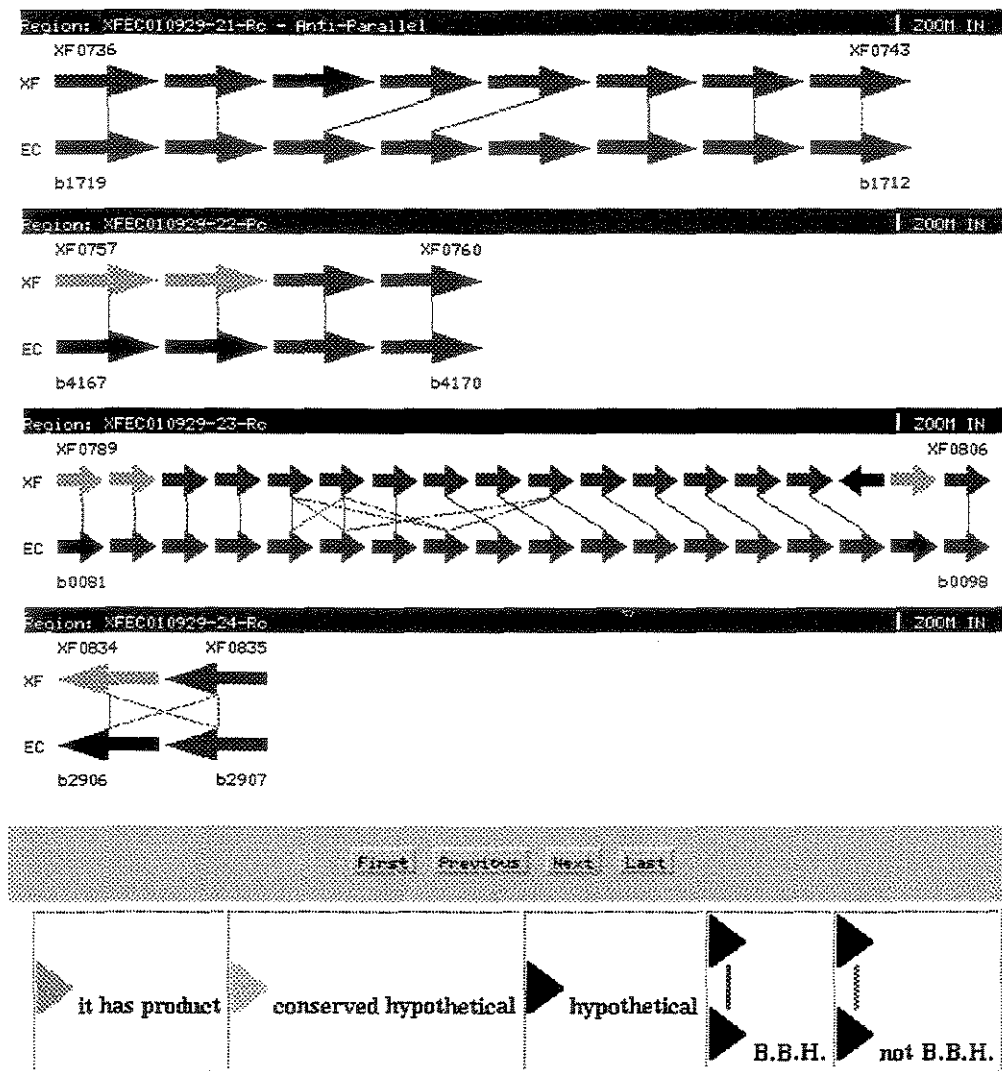 Region: XFEC010929-21-Rc - Anti-Parallel ZOOM IN
XF0736 XF0743
XF
EC
b1719 b1712
Region: XFEC010929-22-Rc ZOOM IN
XF0757 XF0760
XF
EC
b4167 b4170
Region: XFEC010929-23-Rc ZOOM IN
XF0789 XF0806
XF
EC
b0081 b0098
Region: XFEC010929-24-Rc ZOOM IN
XF0834 XF0835
XF
EC
b2906 b2907
First Previous Next Last
it has product conserved hypothetical hypothetical B.B.H. not B.B.H.